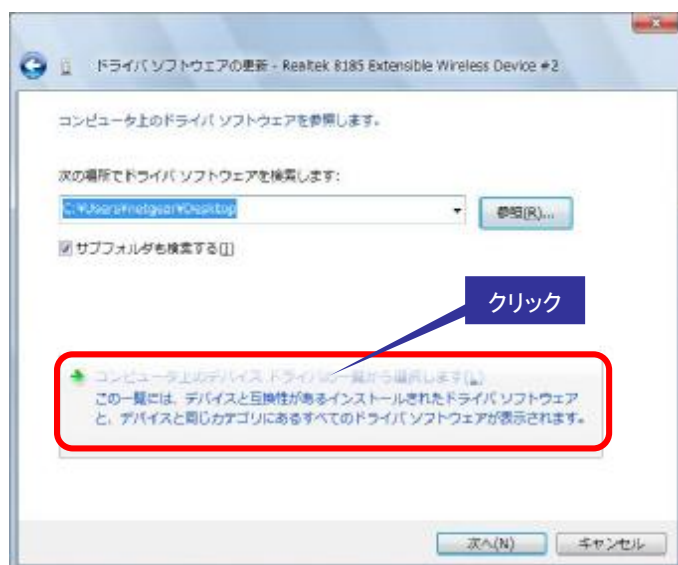 ドライバ ソフトウェアの更新 - Realtek 8185 Extensible Wireless Device #2
コンピュータ上のドライバ ソフトウェアを参照します。
次の場所でドライバ ソフトウェアを検索します:
C:¥Users¥netgear¥Desktop
参照(R)...
サブフォルダも検索する(I)
クリック
コンピュータ上のデバイス ドライバの一覧から選択します(L)
この一覧には、デバイスと互換性があるインストールされたドライバ ソフトウェア
と、デバイスと同じカテゴリにあるすべてのドライバ ソフトウェアが表示されます。
次へ(N)
キャンセル